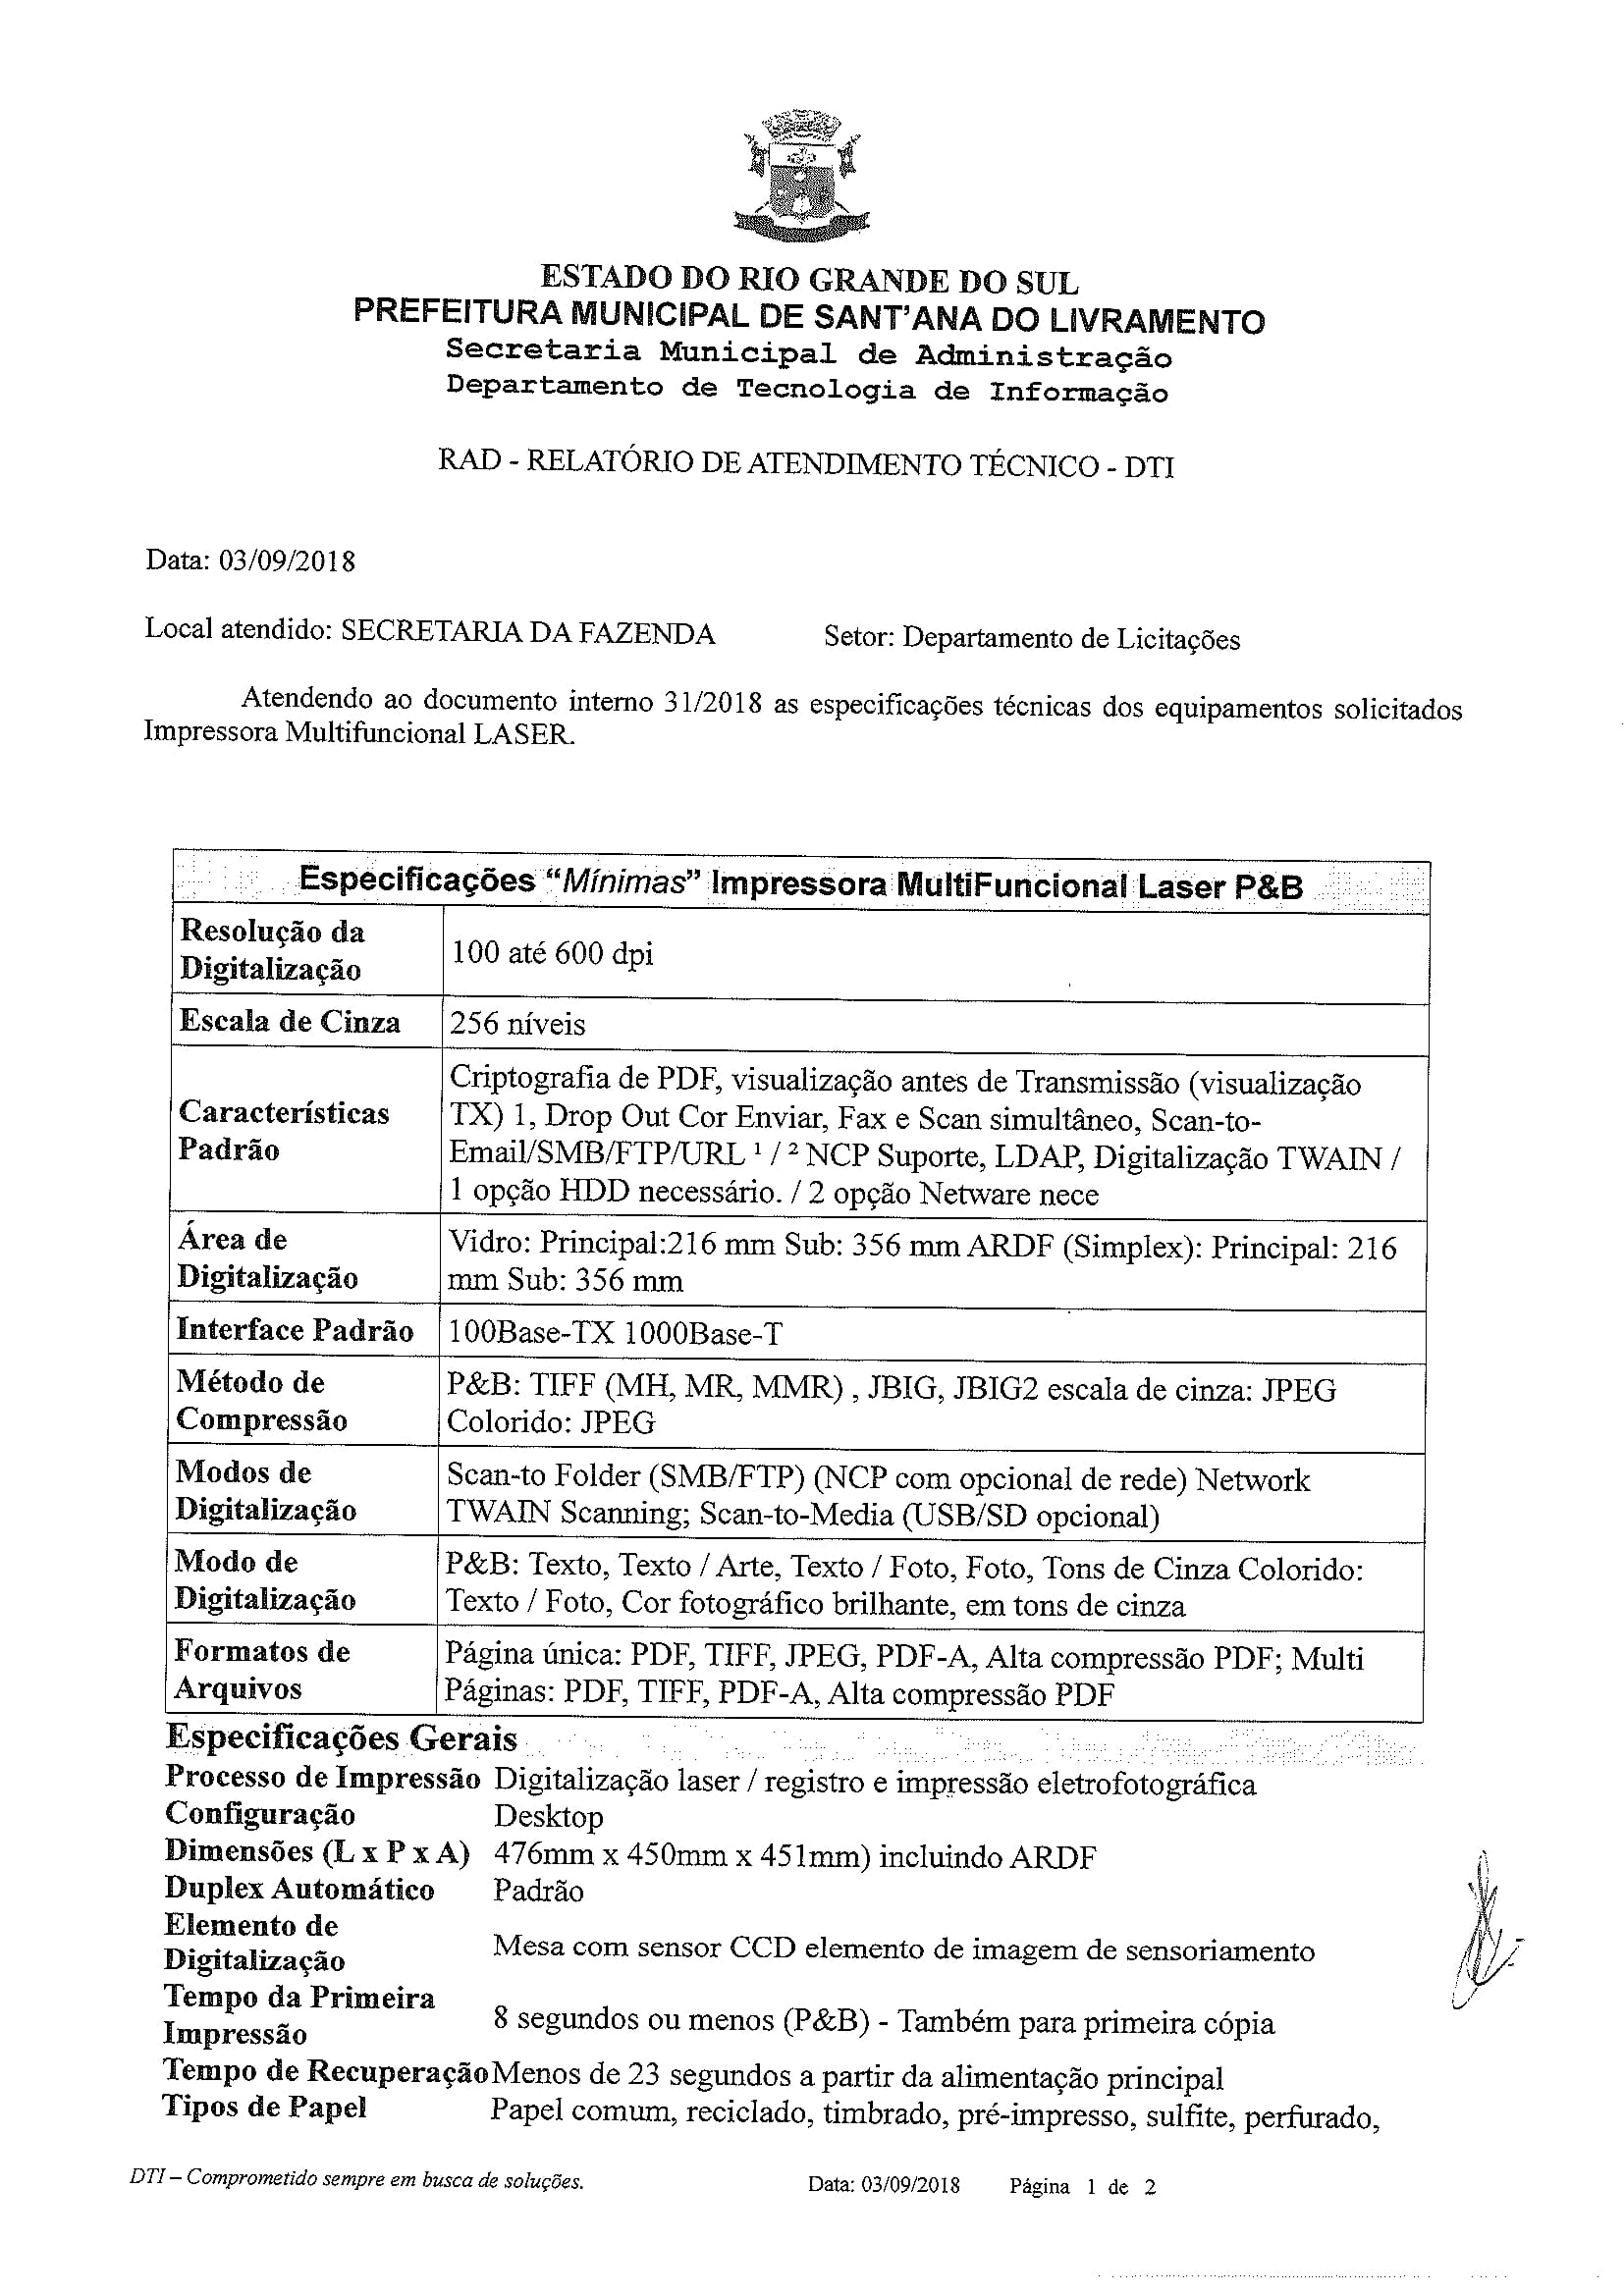 ESTADO DO RIO GRANDE DO SUL
PREFEITURA MUNICIPAL DE SANT'ANA DO LIVRAMENTO
Secretaria Municipal de Administração
Departamento de Tecnologia de Informação
RAD - RELATÓRIO DE ATENDIMENTO TÉCNICO - DTI
Data: 03/09/2018
Local atendido: SECRETARIA DA FAZENDA Setor: Departamento de Licitações
Atendendo ao documento interno 31/2018 as especificações técnicas dos equipamentos solicitados
Impressora Multifuncional LASER.
Especificações "Mínimas" Impressora MultiFuncional Laser P&B
Resolução da
Digitalização
100 até 600 dpi
Escala de Cinza
256 níveis
Características
Padrão
Criptografia de PDF, visualização antes de Transmissão (visualização
TX) 1, Drop Out Cor Enviar, Fax e Scan simultâneo, Scan-to-
Email/SMB/FTP/URL ¹ / ² NCP Suporte, LDAP, Digitalização TWAIN /
1 opção HDD necessário. / 2 opção Netware nece
Área de
Digitalização
Vidro: Principal:216 mm Sub: 356 mm ARDF (Simplex): Principal: 216
mm Sub: 356 mm
Interface Padrão
100Base-TX 1000Base-T
Método de
Compressão
P&B: TIFF (MH, MR, MMR) , JBIG, JBIG2 escala de cinza: JPEG
Colorido: JPEG
Modos de
Digitalização
Scan-to Folder (SMB/FTP) (NCP com opcional de rede) Network
TWAIN Scanning; Scan-to-Media (USB/SD opcional)
Modo de
Digitalização
P&B: Texto, Texto / Arte, Texto / Foto, Foto, Tons de Cinza Colorido:
Texto / Foto, Cor fotográfico brilhante, em tons de cinza
Formatos de
Arquivos
Página única: PDF, TIFF, JPEG, PDF-A, Alta compressão PDF; Multi
Páginas: PDF, TIFF, PDF-A, Alta compressão PDF
Especificações Gerais
Processo de Impressão Digitalização laser / registro e impressão eletrofotográfica
Configuração Desktop
Dimensões (L x P x A) 476mm x 450mm x 451mm) incluindo ARDF
Duplex Automático Padrão
Elemento de
Digitalização
Mesa com sensor CCD elemento de imagem de sensoriamento
Tempo da Primeira
Impressão
8 segundos ou menos (P&B) - Também para primeira cópia
Tempo de Recuperação Menos de 23 segundos a partir da alimentação principal
Tipos de Papel Papel comum, reciclado, timbrado, pré-impresso, sulfite, perfurado,
DTI – Comprometido sempre em busca de soluções. Data: 03/09/2018 Página 1 de 2